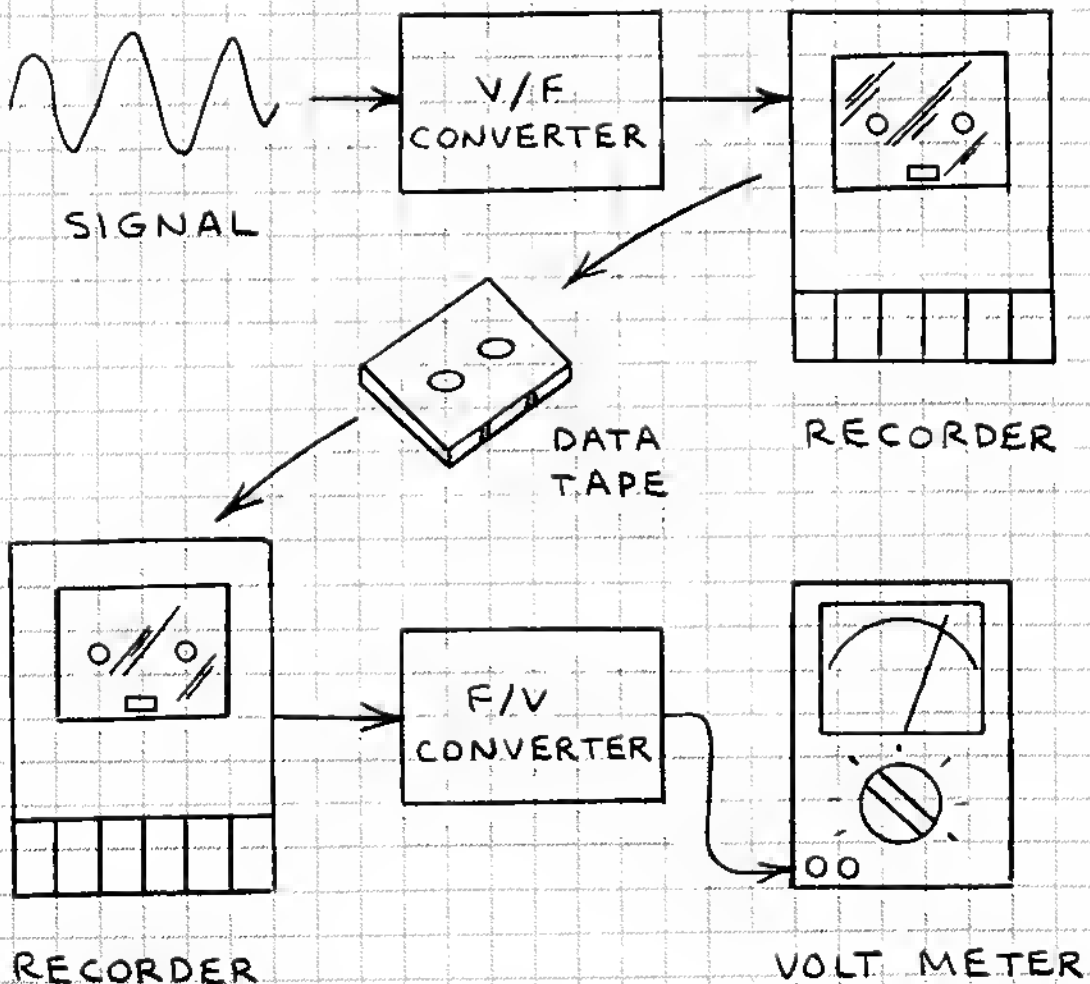 V/F
CONVERTER
SIGNAL
RECORDER
DATA
TAPE
F/V
CONVERTER
RECORDER
VOLT METER